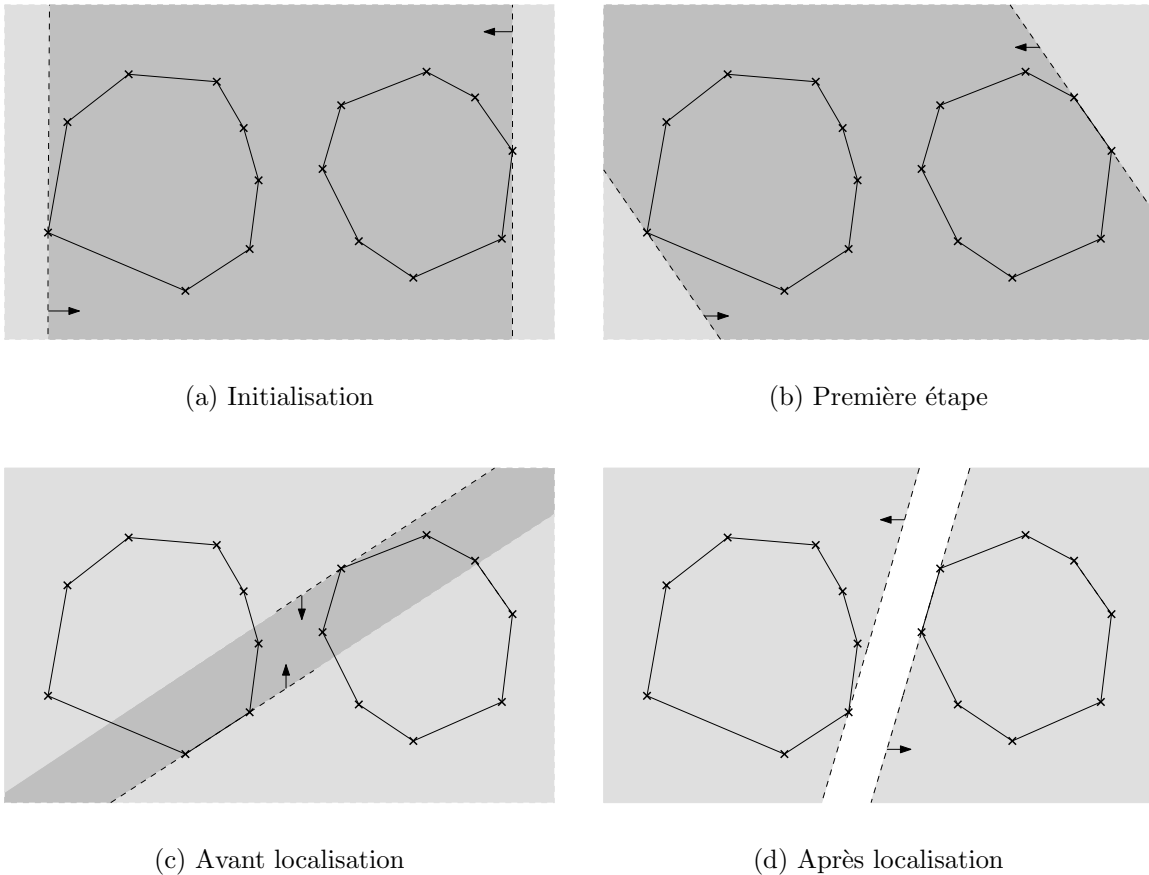 (a) Initialisation
(b) Première étape
(c) Avant localisation
(d) Après localisation